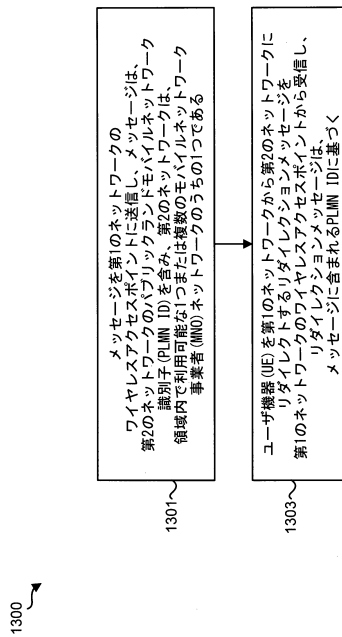 1300
メッセージを第1のネットワークの
ワイヤレスアクセスポイントに送信し、メッセージは、
第2のネットワークのパブリックランドモバイルネットワーク
識別子(PLMN ID)を含み、第2のネットワークは、
領域内で利用可能な1つまたは複数のモバイルネットワーク
事業者(MNO)ネットワークのうちの1つである
1301
ユーザ機器(UE)を第1のネットワークから第2のネットワークに
リダイレクトするリダイレクションメッセージを
第1のネットワークのワイヤレスアクセスポイントから受信し、
リダイレクションメッセージは、
メッセージに含まれるPLMN IDに基づく
1303